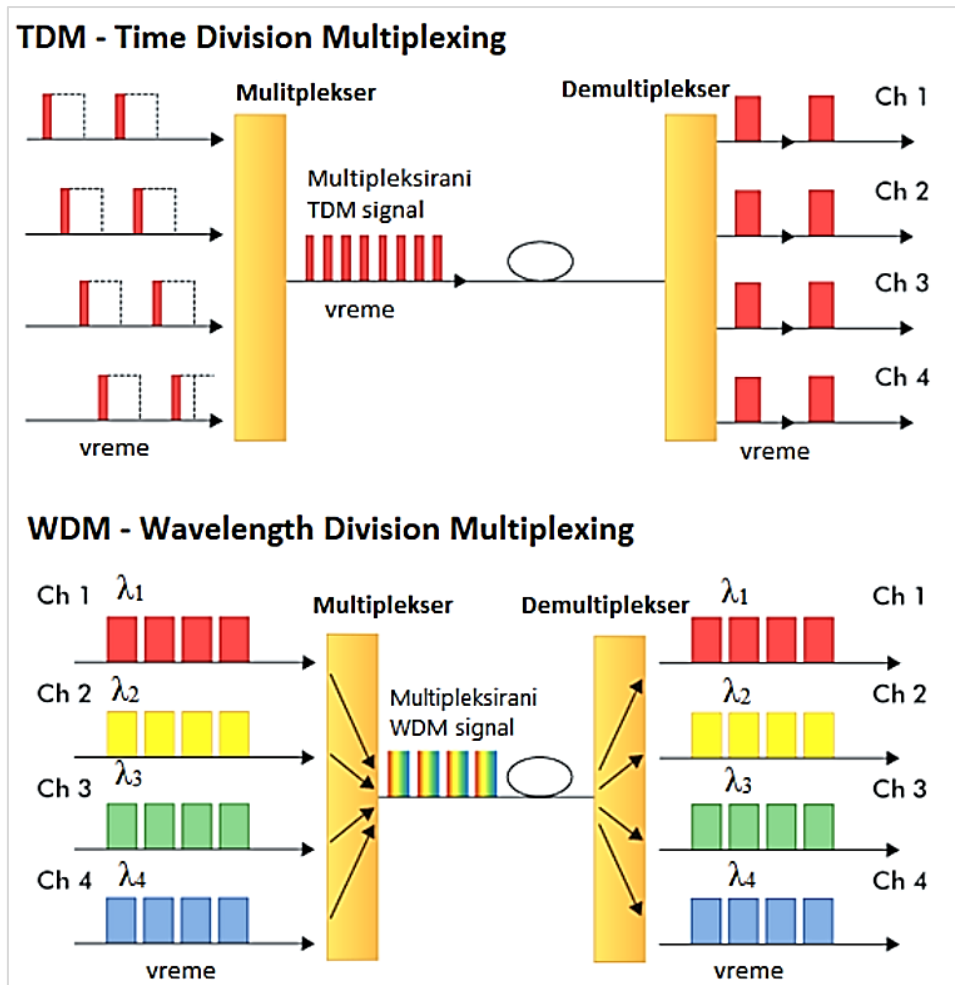 TDM - Time Division Multiplexing
Mulitplekser
Demultiplekser
Ch 1
Multipleksirani
TDM signal
Ch 2
vreme
Ch 3
Ch 4
vreme
vreme
WDM - Wavelength Division Multiplexing
Ch 1
λ1
Multiplekser
Demultiplekser
λ1
Ch 1
Ch 2
λ2
Multipleksirani
WDM signal
λ2
Ch 2
Ch 3
λ3
λ3
Ch 3
Ch 4
λ4
λ4
Ch 4
vreme
vreme